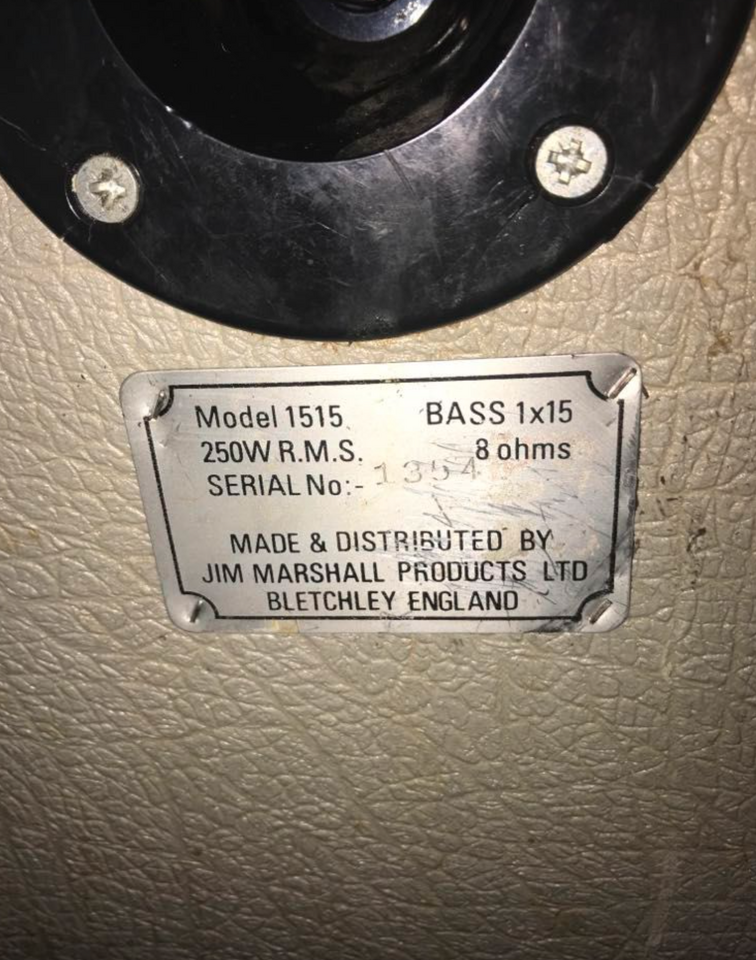 Model 1515 BASS 1x15
250W R.M.S. 8 ohms
SERIAL No:- 1354
MADE & DISTRIBUTED BY
JIM MARSHALL PRODUCTS LTD
BLETCHLEY ENGLAND